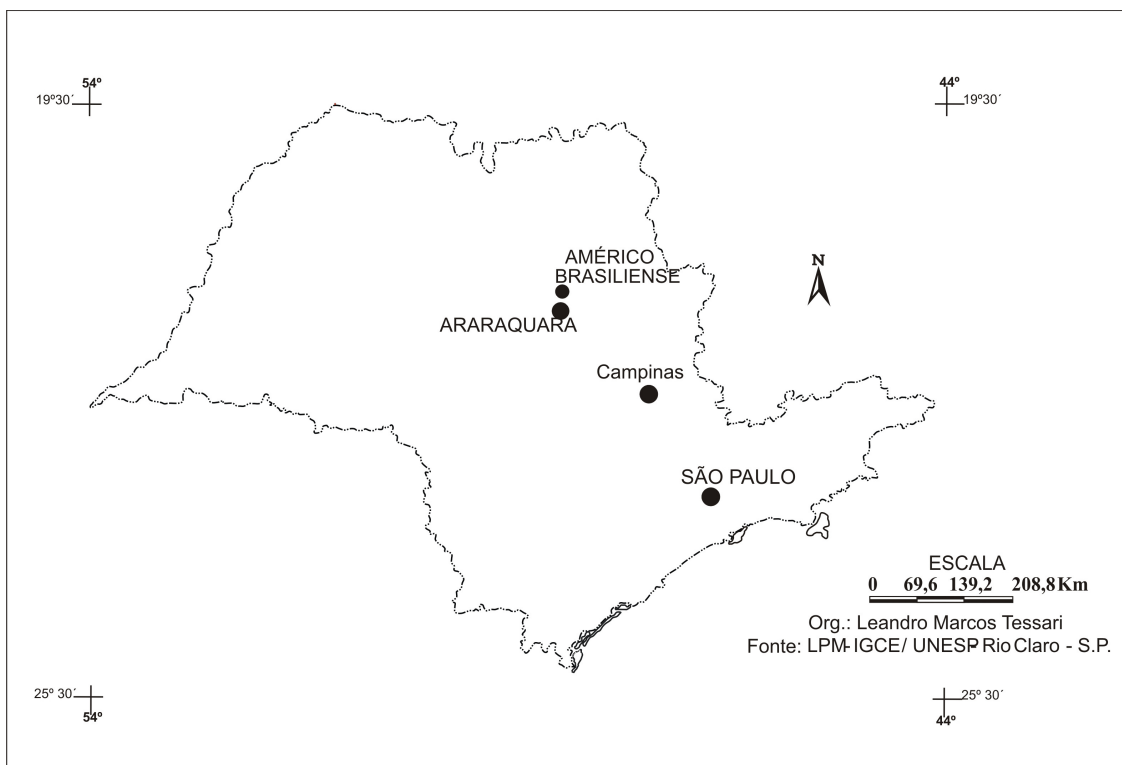 54º
44º
19º30´
19º30´
N
AMÉRICO
BRASILIENSE
ARARAQUARA
Campinas
SÃO PAULO
ESCALA
0 69,6 139,2 208,8Km
Org.: Leandro Marcos Tessari
Fonte: LPM-IGCE/ UNESP- Rio Claro - S.P.
25º 30´
25º 30´
54º
44º